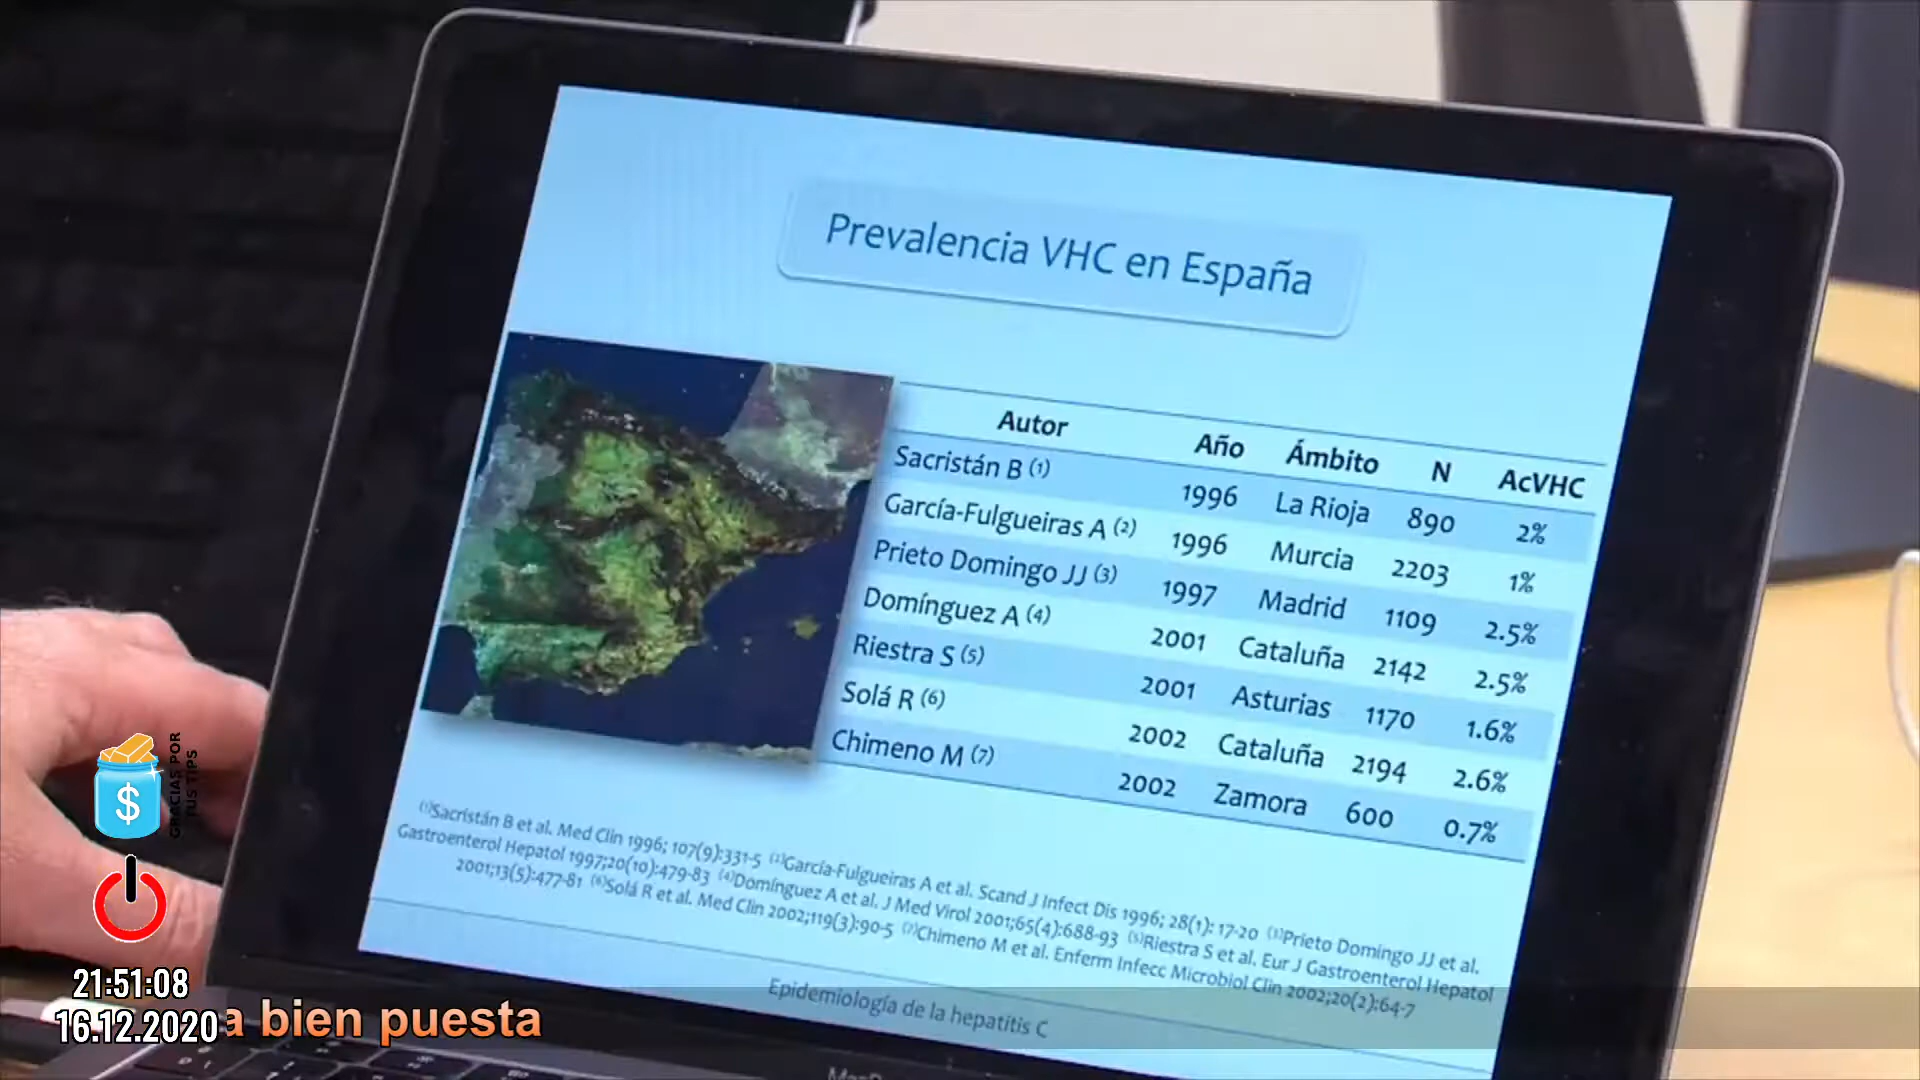 Prevalencia VHC en España
Autor Año Ámbito N AcVHC
Sacristán B (1) 1996 La Rioja 890 2%
García-Fulgueiras A (2) 1996 Murcia 2203 1%
Prieto Domingo JJ (3) 1997 Madrid 1109 2.5%
Domínguez A (4) 2001 Cataluña 2142 2.5%
Riestra S (5) 2001 Asturias 1170 1.6%
Solá R (6) 2002 Cataluña 2194 2.6%
Chimeno M (7) 2002 Zamora 600 0.7%
(1)Sacristán B et al. Med Clin 1996; 107(9):331-5 (2)García-Fulgueiras A et al. Scand J Infect Dis 1996; 28(1): 17-20 (3)Prieto Domingo JJ et al.
Gastroenterol Hepatol 1997;20(10):479-83 (4)Domínguez A et al. J Med Virol 2001;65(4):688-93 (5)Riestra S et al. Eur J Gastroenterol Hepatol
2001;13(5):477-81 (6)Solá R et al. Med Clin 2002;119(3):90-5 (7)Chimeno M et al. Enferm Infecc Microbiol Clin 2002;20(2):64-7
Epidemiología de la hepatitis C
$
GRACIAS POR
TUS TIPS
21:51:08
16.12.2020
a bien puesta